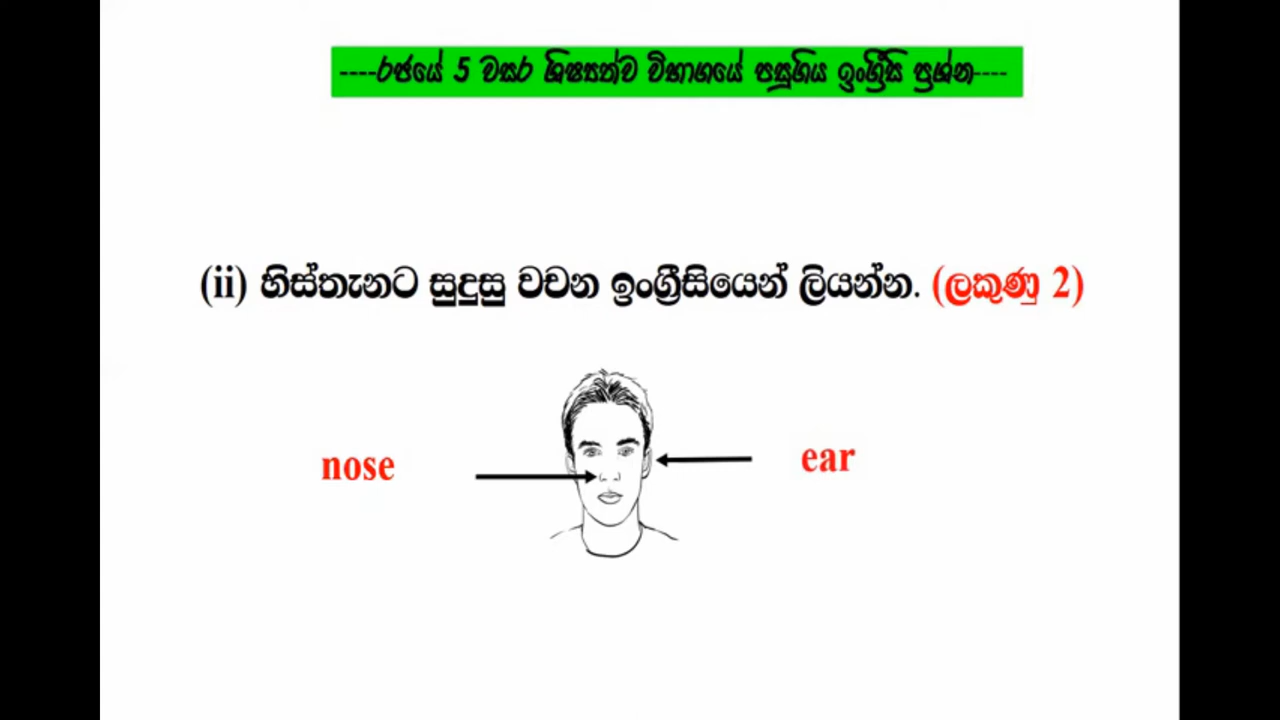 ----රජයේ 5 වසර ශිෂ්‍යත්ව විභාගයේ පසුගිය ඉංග්‍රීසි ප්‍රශ්න----
(ii) හිස්තැනට සුදුසු වචන ඉංග්‍රීසියෙන් ලියන්න. (ලකුණු 2)
nose
ear